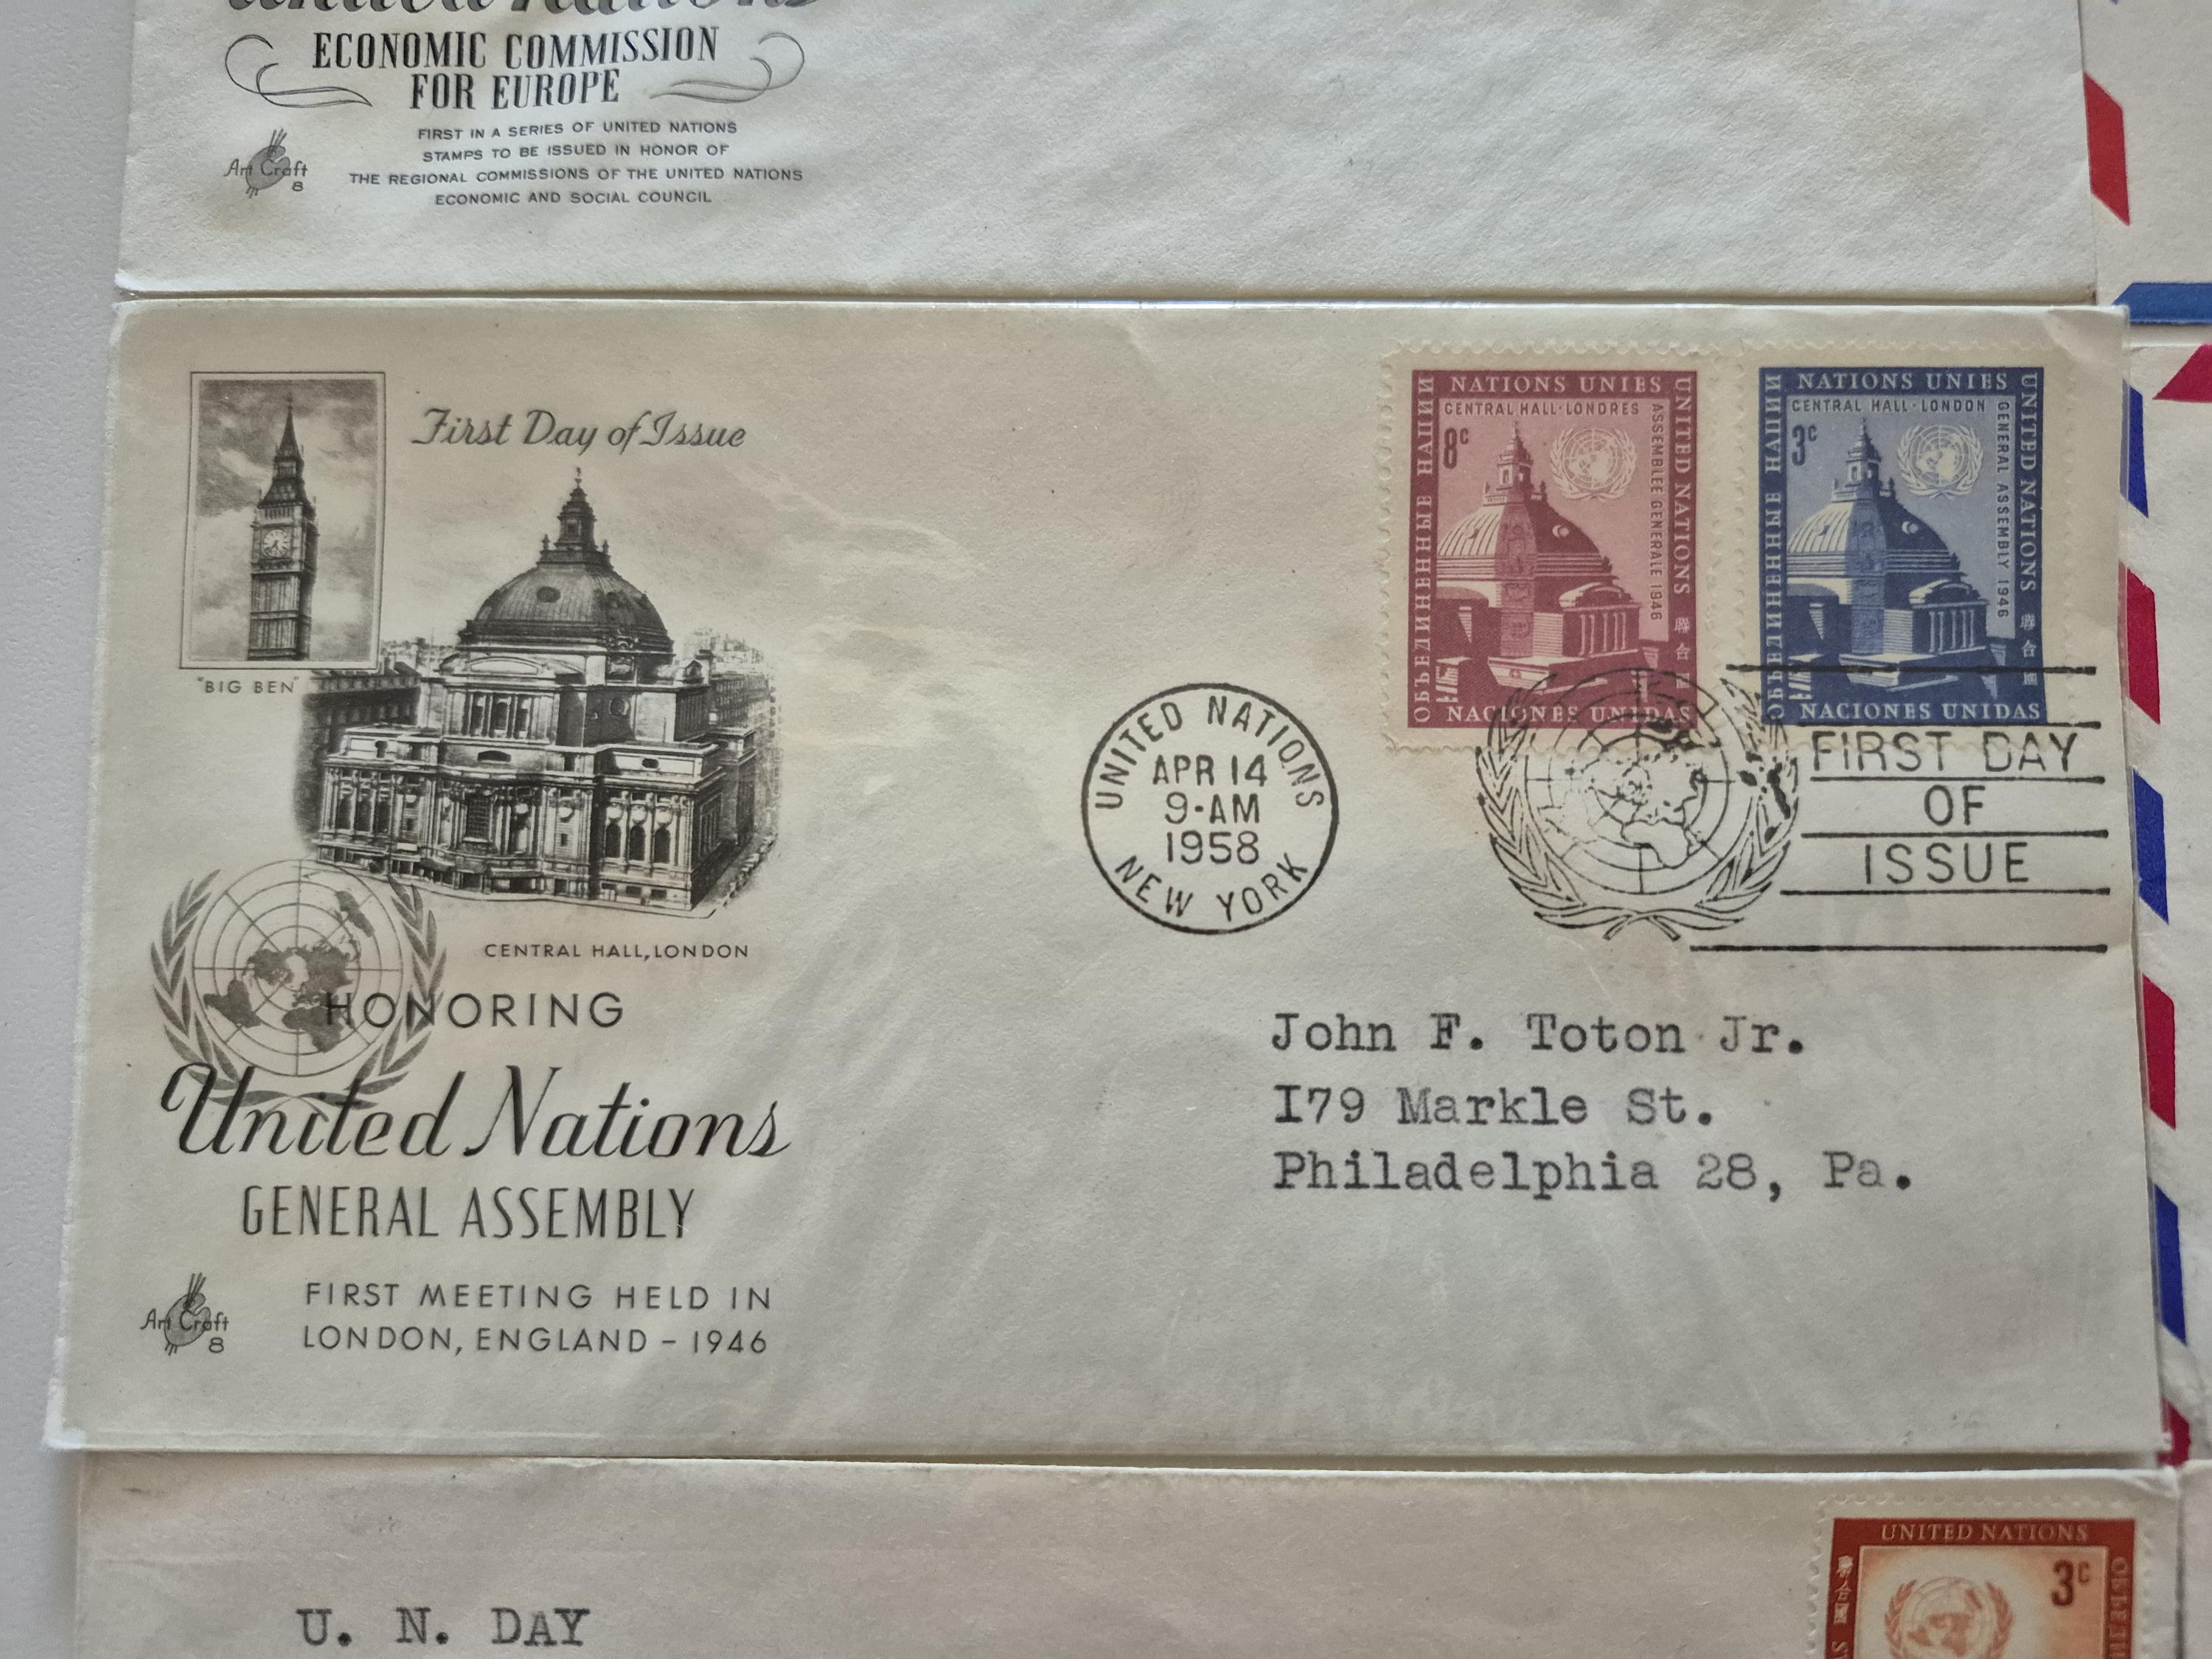 United Nations
ECONOMIC COMMISSION
FOR EUROPE
FIRST IN A SERIES OF UNITED NATIONS
STAMPS TO BE ISSUED IN HONOR OF
THE REGIONAL COMMISSIONS OF THE UNITED NATIONS
ECONOMIC AND SOCIAL COUNCIL
Art Craft
8
First Day of Issue
"BIG BEN"
CENTRAL HALL, LONDON
HONORING
United Nations
GENERAL ASSEMBLY
FIRST MEETING HELD IN
LONDON, ENGLAND - 1946
Art Craft
8
NATIONS UNIES
CENTRAL HALL·LONDRES
8c
ASSEMBLEE GENERALE 1946
UNITED NATIONS
ОБЪЕДИНЕННЫЕ НАЦИИ
NACIONES UNIDAS
NATIONS UNIES
CENTRAL HALL·LONDON
3c
GENERAL ASSEMBLY 1946
UNITED NATIONS
ОБЪЕДИНЕННЫЕ НАЦИИ
NACIONES UNIDAS
UNITED NATIONS
APR 14
9-AM
1958
NEW YORK
FIRST DAY
OF
ISSUE
John F. Toton Jr.
I79 Markle St.
Philadelphia 28, Pa.
U. N. DAY
UNITED NATIONS
3c